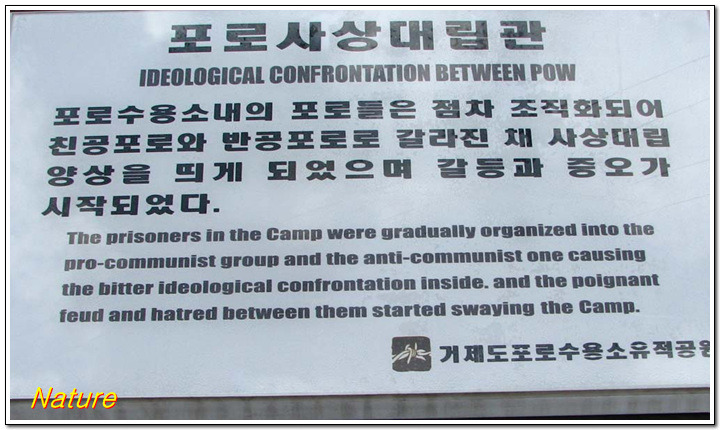 포로사상대립관
IDEOLOGICAL CONFRONTATION BETWEEN POW
포로수용소내의 포로들은 점차 조직화되어
친공포로와 반공포로로 갈라진 채 사상대립
양상을 띄게 되었으며 갈등과 증오가
시작되었다.
The prisoners in the Camp were gradually organized into the
pro-communist group and the anti-communist one causing
the bitter ideological confrontation inside. and the poignant
feud and hatred between them started swaying the Camp.
거제도포로수용소유적공원
Nature